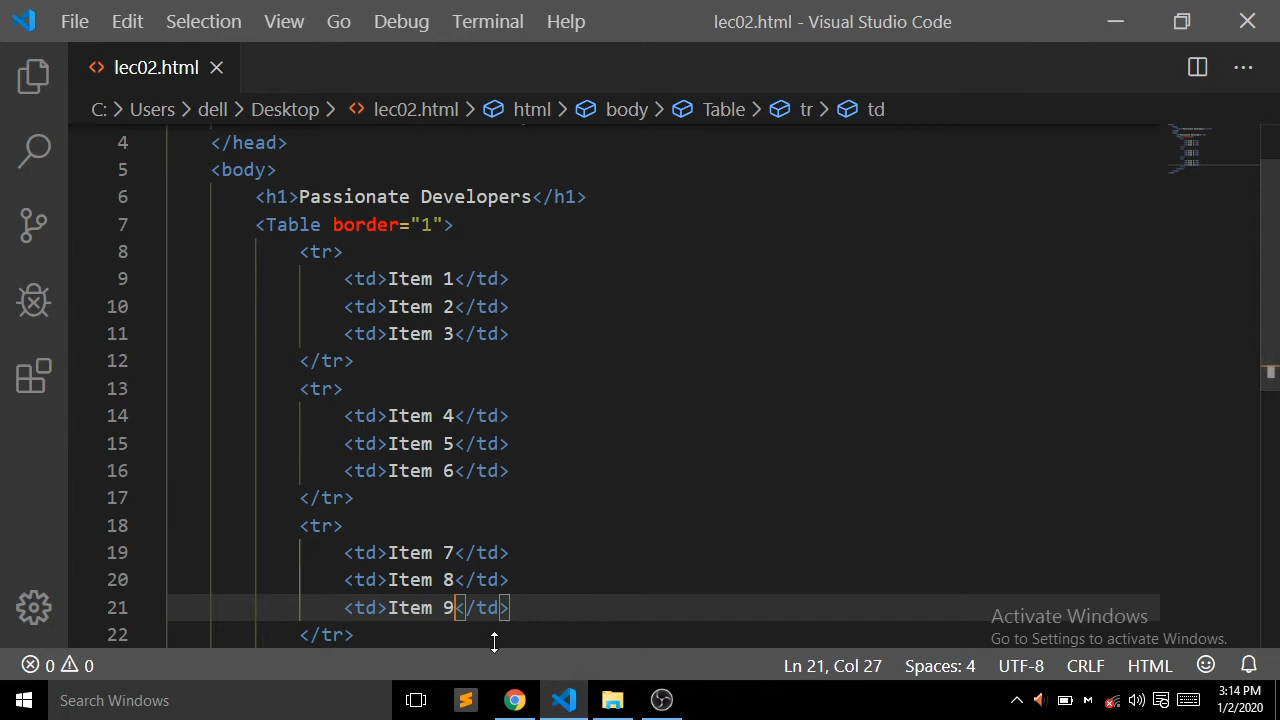 File Edit Selection View Go Debug Terminal Help lec02.html - Visual Studio Code
lec02.html
C: Users dell Desktop lec02.html html body Table tr td
4 </head>
5 <body>
6 <h1>Passionate Developers</h1>
7 <Table border="1">
8 <tr>
9 <td>Item 1</td>
10 <td>Item 2</td>
11 <td>Item 3</td>
12 </tr>
13 <tr>
14 <td>Item 4</td>
15 <td>Item 5</td>
16 <td>Item 6</td>
17 </tr>
18 <tr>
19 <td>Item 7</td>
20 <td>Item 8</td>
21 <td>Item 9</td>
22 </tr>
Activate Windows
Go to Settings to activate Windows.
0 0 Ln 21, Col 27 Spaces: 4 UTF-8 CRLF HTML
Search Windows
3:14 PM
1/2/2020